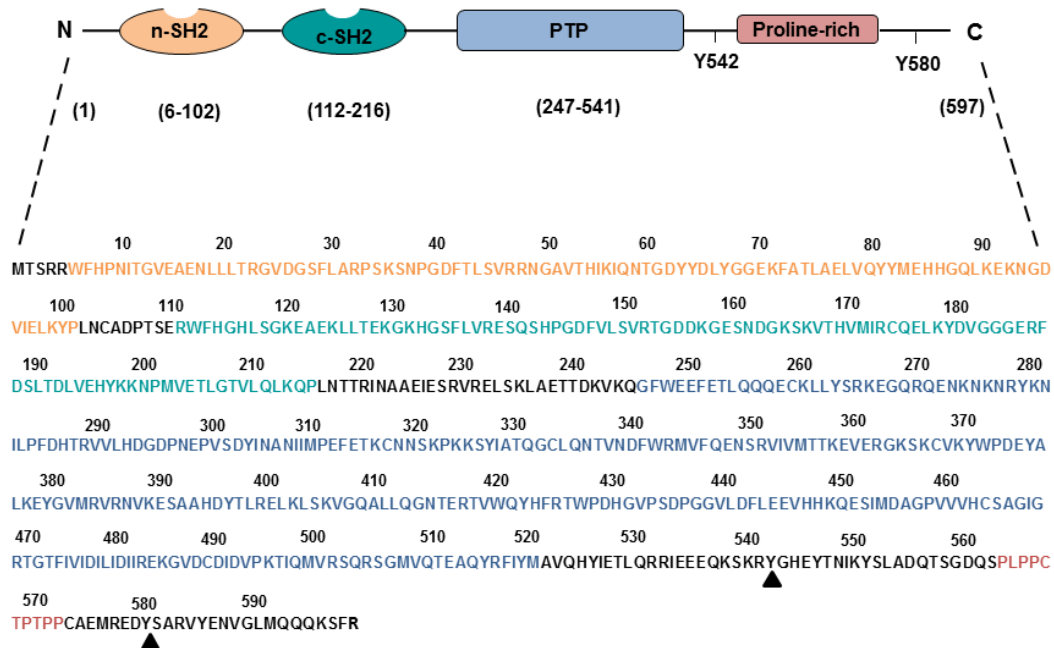 N n-SH2 c-SH2 PTP Proline-rich C
Y542 Y580
(1) (6-102) (112-216) (247-541) (597)
10 20 30 40 50 60 70 80 90
MTSRRWFHPNITGVEAENLLLTRGVDGSFLARPSKSNPGDFTLSVRRNGAVTHIKIQNTGDYYDLYGGEKFATLAELVQYYMEHHGQLKEKNGD
100 110 120 130 140 150 160 170 180
VIELKYPLNCADPTSERWFHGHLSGKEAEKLLTEKGKHGSFLVRESQSHPGDFVLSVRTGDDKGESNDGKSKVTHVMIRCQELKYDVGGGERF
190 200 210 220 230 240 250 260 270 280
DSLTDLVEHYKKNPMVETLGTVLQLKQPLNTTRINAAEIESRVRELSKLAETTDKVKQGFWEEFETLQQQECKLLYSRKEGQRQENKNKNRYKN
290 300 310 320 330 340 350 360 370
ILPFDHTRVVLHDGDPNEPVSDYINANIIMPEFETKCNNSKPKKSYIATQGCLQNTVNDFWRMVFQENSRVIVMTTKEVERGKSKCVKYWPDEYA
380 390 400 410 420 440 450 460
LKEYGVMRVRNVKESAAHDYTLRELKLSKVGQALLQGNTERTVWQYHFRTWPDHGVPSDPGGVLDFLEEVHHKQESIMDAGPVVVHCSAGIG
470 480 490 500 510 520 530 540 550 560
RTGTFIVIDILIDIIREKGVDCDIDVPKTIQMVRSQRSGMVQTEAQYRFIYMAVQHYIETLQRRIEEEQKSKRYGHEYTNIKYSLADQTSGDQSPLPPC
570 580 590
TPTPPCAEMREDYSARVYENVGLMQQQKSFR